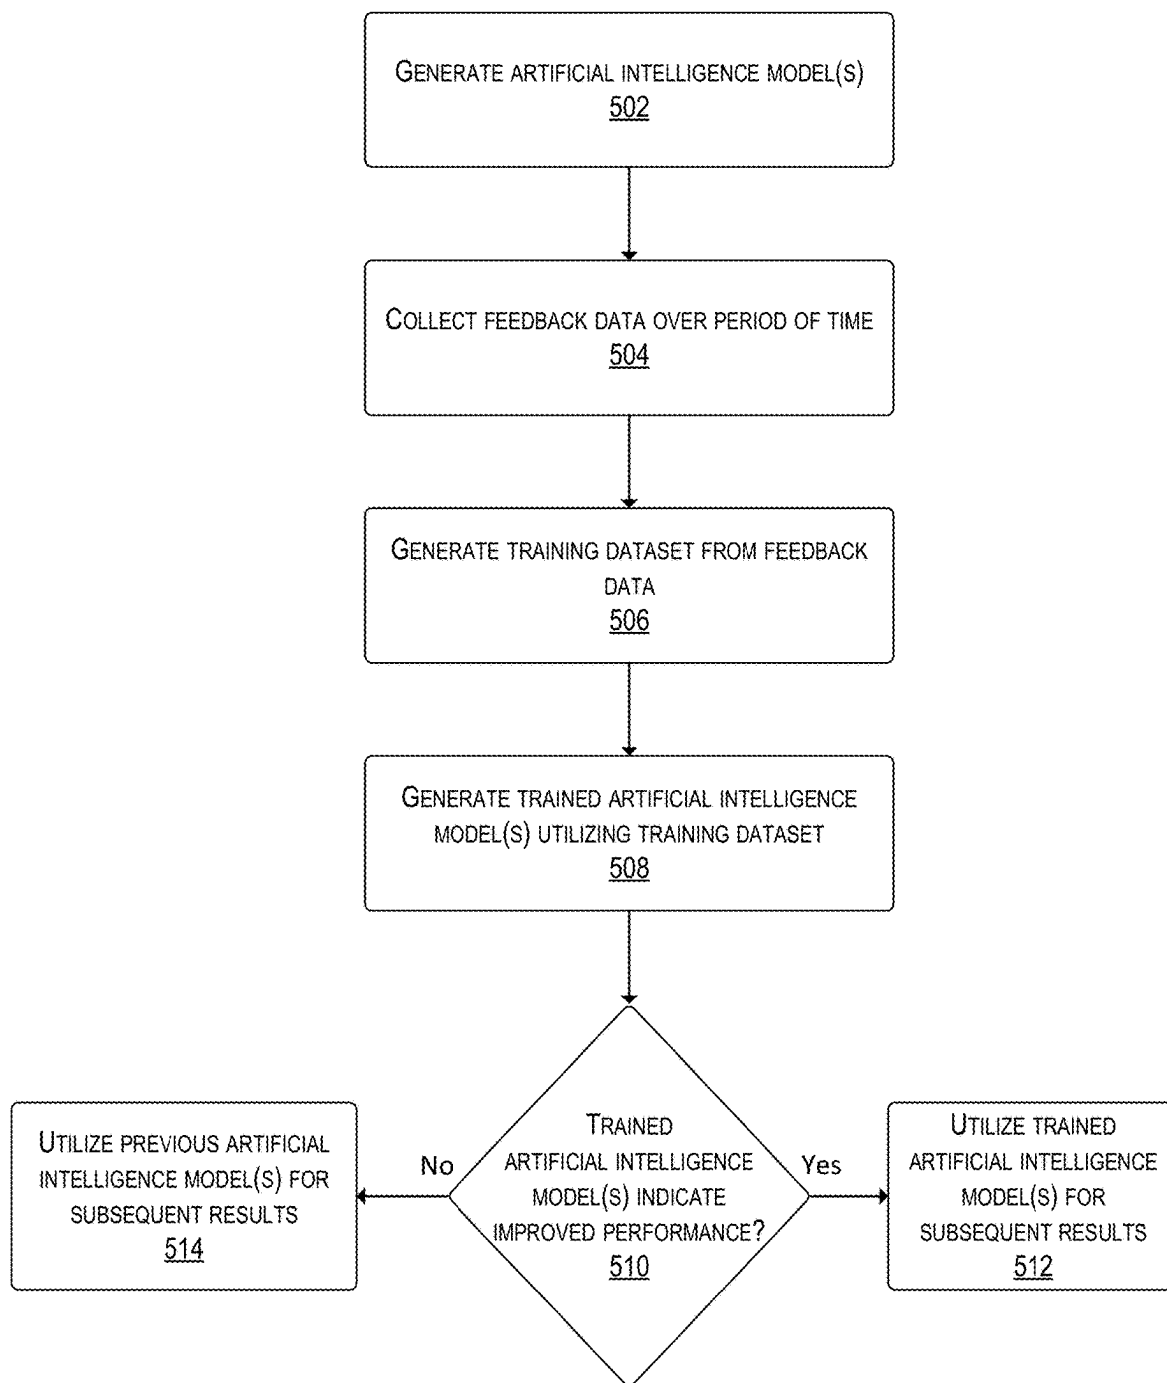 GENERATE ARTIFICIAL INTELLIGENCE MODEL(S)
502
COLLECT FEEDBACK DATA OVER PERIOD OF TIME
504
GENERATE TRAINING DATASET FROM FEEDBACK
DATA
506
GENERATE TRAINED ARTIFICIAL INTELLIGENCE
MODEL(S) UTILIZING TRAINING DATASET
508
TRAINED
ARTIFICIAL INTELLIGENCE
MODEL(S) INDICATE
IMPROVED PERFORMANCE?
510
No
UTILIZE PREVIOUS ARTIFICIAL
INTELLIGENCE MODEL(S) FOR
SUBSEQUENT RESULTS
514
Yes
UTILIZE TRAINED
ARTIFICIAL INTELLIGENCE
MODEL(S) FOR
SUBSEQUENT RESULTS
512